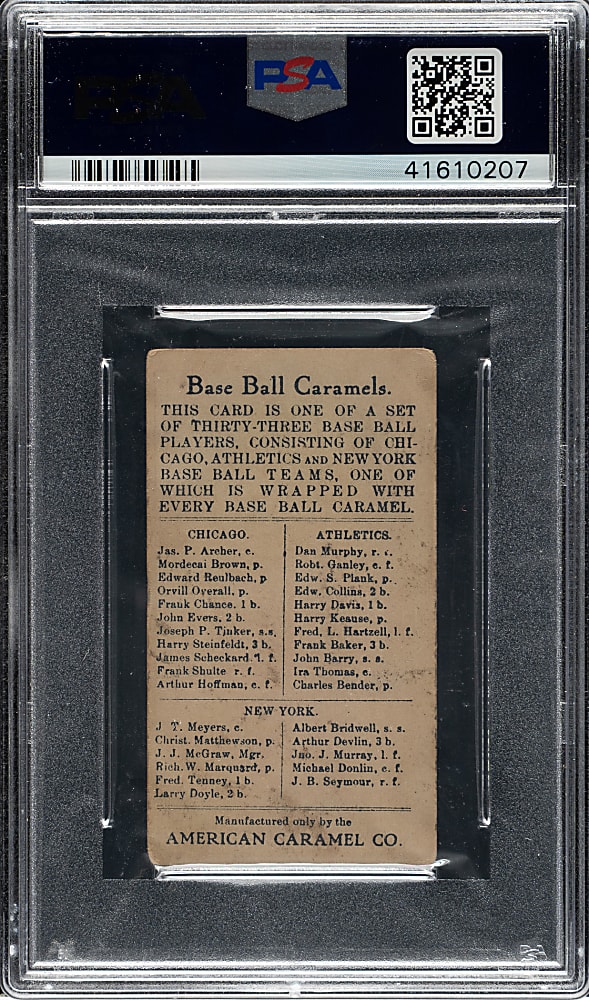 PSA
41610207
Base Ball Caramels.
THIS CARD IS ONE OF A SET
OF THIRTY-THREE BASE BALL
PLAYERS, CONSISTING OF CHI-
CAGO, ATHLETICS AND NEW YORK
BASE BALL TEAMS, ONE OF
WHICH IS WRAPPED WITH
EVERY BASE BALL CARAMEL.
CHICAGO.
Jas. P. Archer, c.
Mordecai Brown, p.
Edward Reulbach, p.
Orvill Overall, p.
Frank Chance. 1 b.
John Evers, 2 b.
Joseph P. Tinker, s.s.
Harry Steinfeldt, 3 b.
James Scheckard. l. f.
Frank Shulte r. f.
Arthur Hoffman, c. f.
ATHLETICS.
Dan Murphy, r. c.
Robt. Ganley, c. f.
Edw. S. Plank, p.
Edw. Collins, 2 b.
Harry Davis, 1 b.
Harry Keause, p.
Fred. L. Hartzell, l. f.
Frank Baker, 3 b.
John Barry, s. s.
Ira Thomas, c.
Charles Bender, p.
NEW YORK.
J. T. Meyers, c.
Christ. Matthewson, p.
J. J. McGraw, Mgr.
Rich. W. Marquard, p.
Fred. Tenney, 1 b.
Larry Doyle, 2 b.
Albert Bridwell, s. s.
Arthur Devlin, 3 b.
Jno. J. Murray, l. f.
Michael Donlin, c. f.
J. B. Seymour, r. f.
Manufactured only by the
AMERICAN CARAMEL CO.
PSA